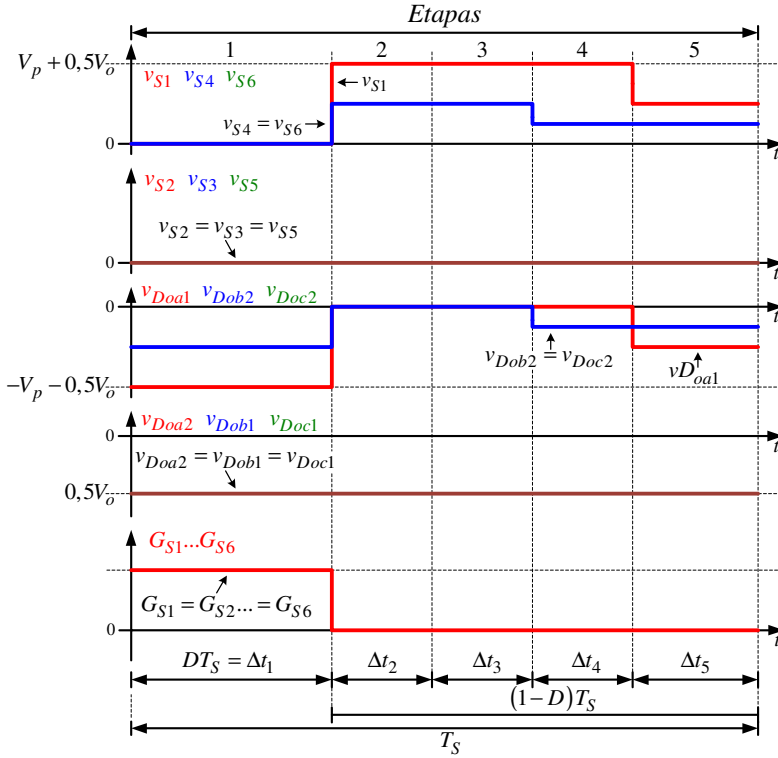 Etapas
1 2 3 4 5
V_p + 0,5V_o
v_S1 v_S4 v_S6
v_S1
v_S4 = v_S6
0
t
v_S2 v_S3 v_S5
v_S2 = v_S3 = v_S5
0
t
0
t
v_Doa1 v_Dob2 v_Doc2
v_Dob2 = v_Doc2
vD_oa1
−V_p − 0,5V_o
v_Doa2 v_Dob1 v_Doc1
0
t
v_Doa2 = v_Dob1 = v_Doc1
0,5V_o
G_S1...G_S6
G_S1 = G_S2... = G_S6
0
t
DT_S = Δt_1 Δt_2 Δt_3 Δt_4 Δt_5
(1−D)T_S
T_S